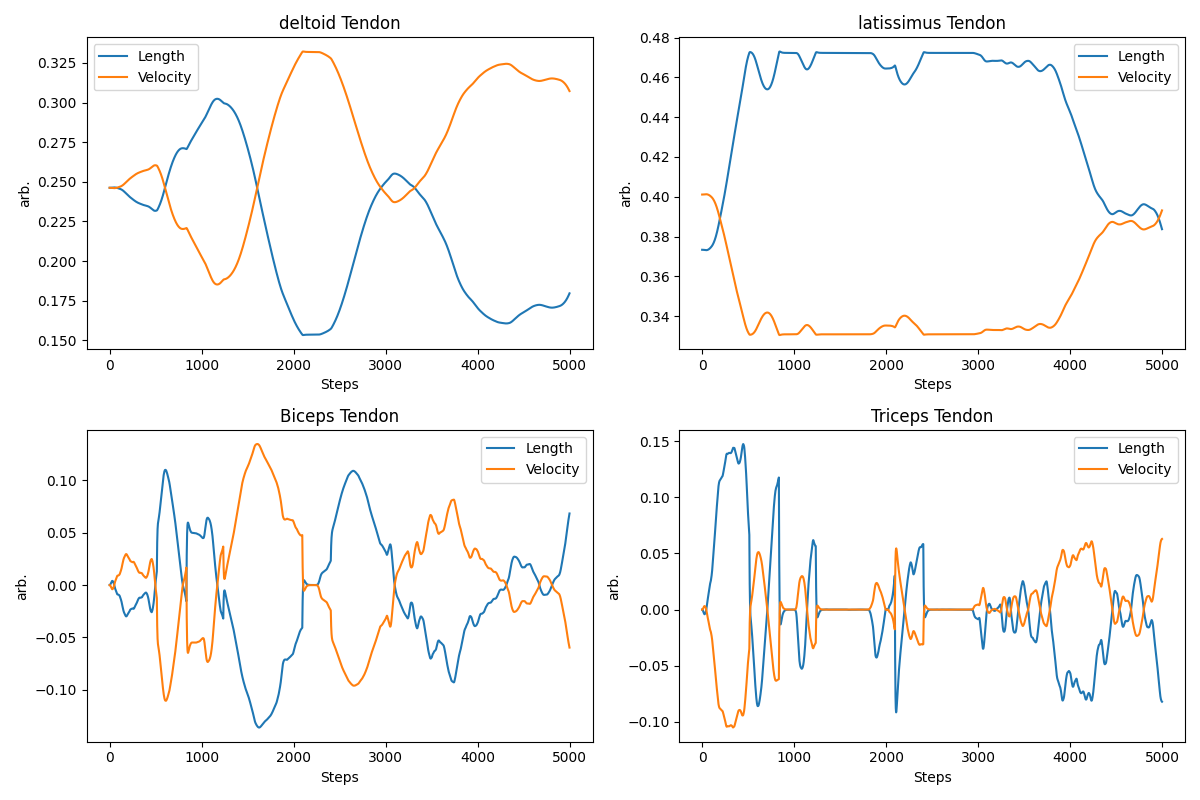 deltoid Tendon
Length
Velocity
0.325
0.300
0.275
0.250
0.225
0.200
0.175
0.150
arb.
0 1000 2000 3000 4000 5000
Steps
latissimus Tendon
Length
Velocity
0.48
0.46
0.44
0.42
0.40
0.38
0.36
0.34
arb.
0 1000 2000 3000 4000 5000
Steps
Biceps Tendon
Length
Velocity
0.10
0.05
0.00
−0.05
−0.10
arb.
0 1000 2000 3000 4000 5000
Steps
Triceps Tendon
Length
Velocity
0.15
0.10
0.05
0.00
−0.05
−0.10
arb.
0 1000 2000 3000 4000 5000
Steps